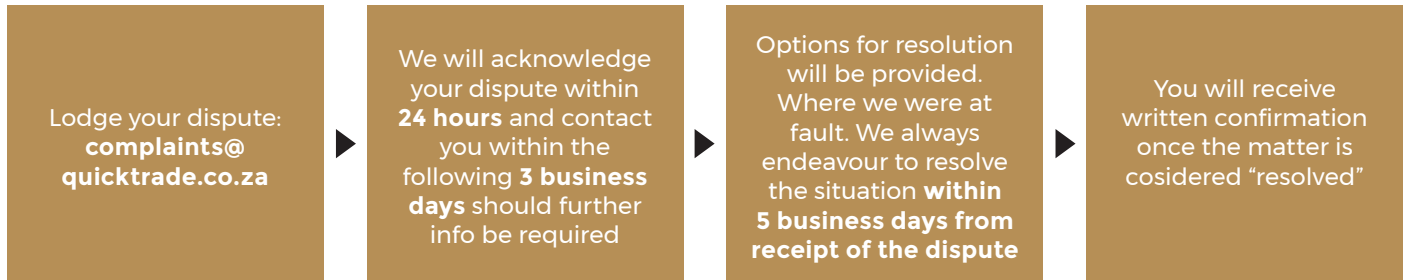 Lodge your dispute:
complaints@
quicktrade.co.za
We will acknowledge
your dispute within
24 hours and contact
you within the
following 3 business
days should further
info be required
Options for resolution
will be provided.
Where we were at
fault. We always
endeavour to resolve
the situation within
5 business days from
receipt of the dispute
You will receive
written confirmation
once the matter is
cosidered “resolved”